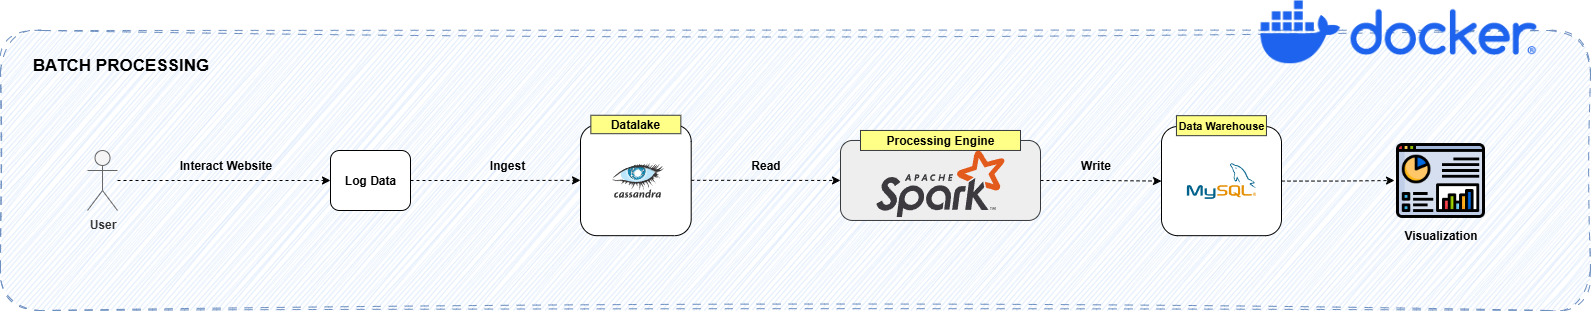 docker®
BATCH PROCESSING
Datalake
Data Warehouse
Processing Engine
Interact Website
Ingest
Read
Write
Log Data
cassandra
APACHE
Spark™
MySQL®
User
Visualization